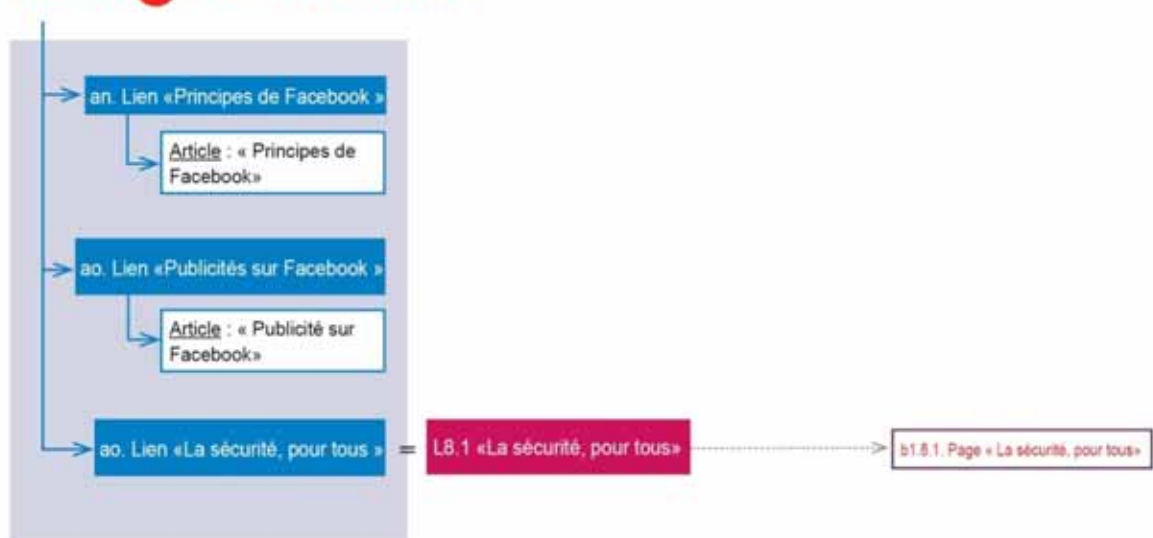 an. Lien «Principes de Facebook »
Article : « Principes de
Facebook»
ao. Lien «Publicités sur Facebook »
Article : « Publicité sur
Facebook»
ao. Lien «La sécurité, pour tous » = L8.1 «La sécurité, pour tous» b1.8.1. Page « La sécurité, pour tous»